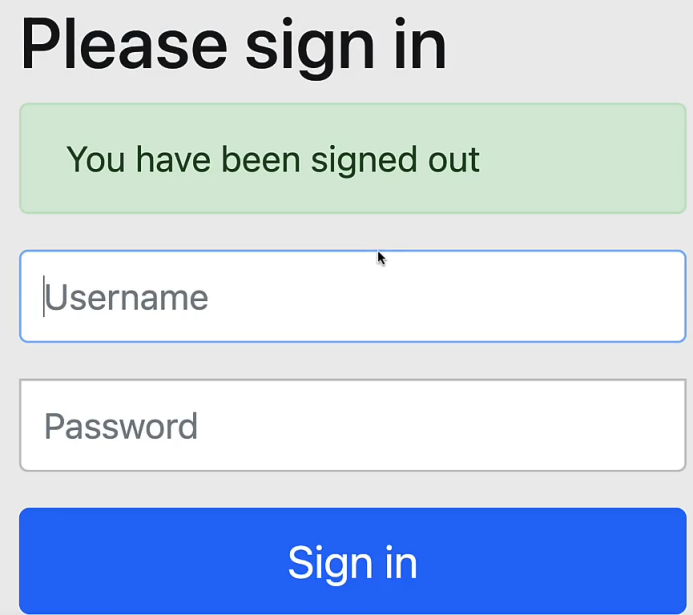 Please sign in
You have been signed out
Username
Password
Sign in